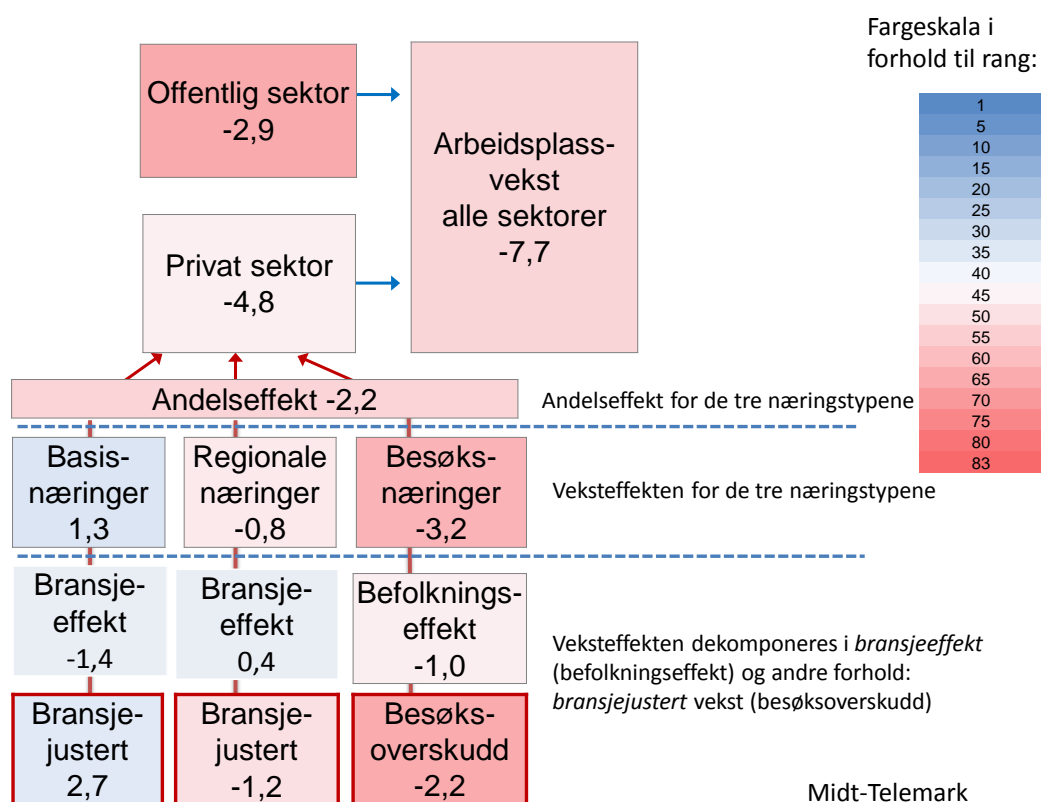 Fargeskala i
forhold til rang:
1
5
10
15
20
25
30
35
40
45
50
55
60
65
70
75
80
83
Offentlig sektor
-2,9
Arbeidsplass-
vekst
alle sektorer
-7,7
Privat sektor
-4,8
Andelseffekt -2,2
Andelseffekt for de tre næringstypene
Basis-
næringer
1,3
Regionale
næringer
-0,8
Besøks-
næringer
-3,2
Veksteffekten for de tre næringstypene
Bransje-
effekt
-1,4
Bransje-
effekt
0,4
Befolknings-
effekt
-1,0
Veksteffekten dekomponeres i bransjeeffekt
(befolkningseffekt) og andre forhold:
bransjejustert vekst (besøksoverskudd)
Bransje-
justert
2,7
Bransje-
justert
-1,2
Besøks-
overskudd
-2,2
Midt-Telemark